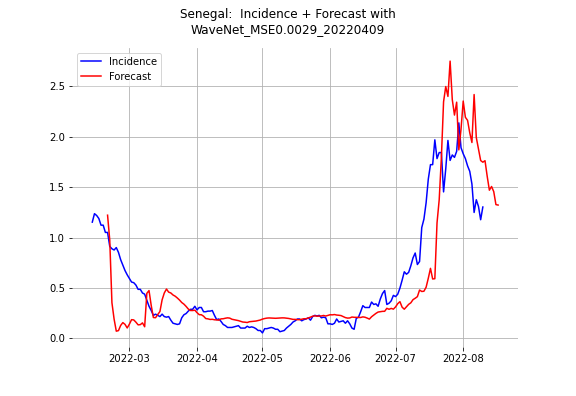 Senegal:  Incidence + Forecast with
WaveNet_MSE0.0029_20220409
Incidence
Forecast
2.5
2.0
1.5
1.0
0.5
0.0
2022-03 2022-04 2022-05 2022-06 2022-07 2022-08